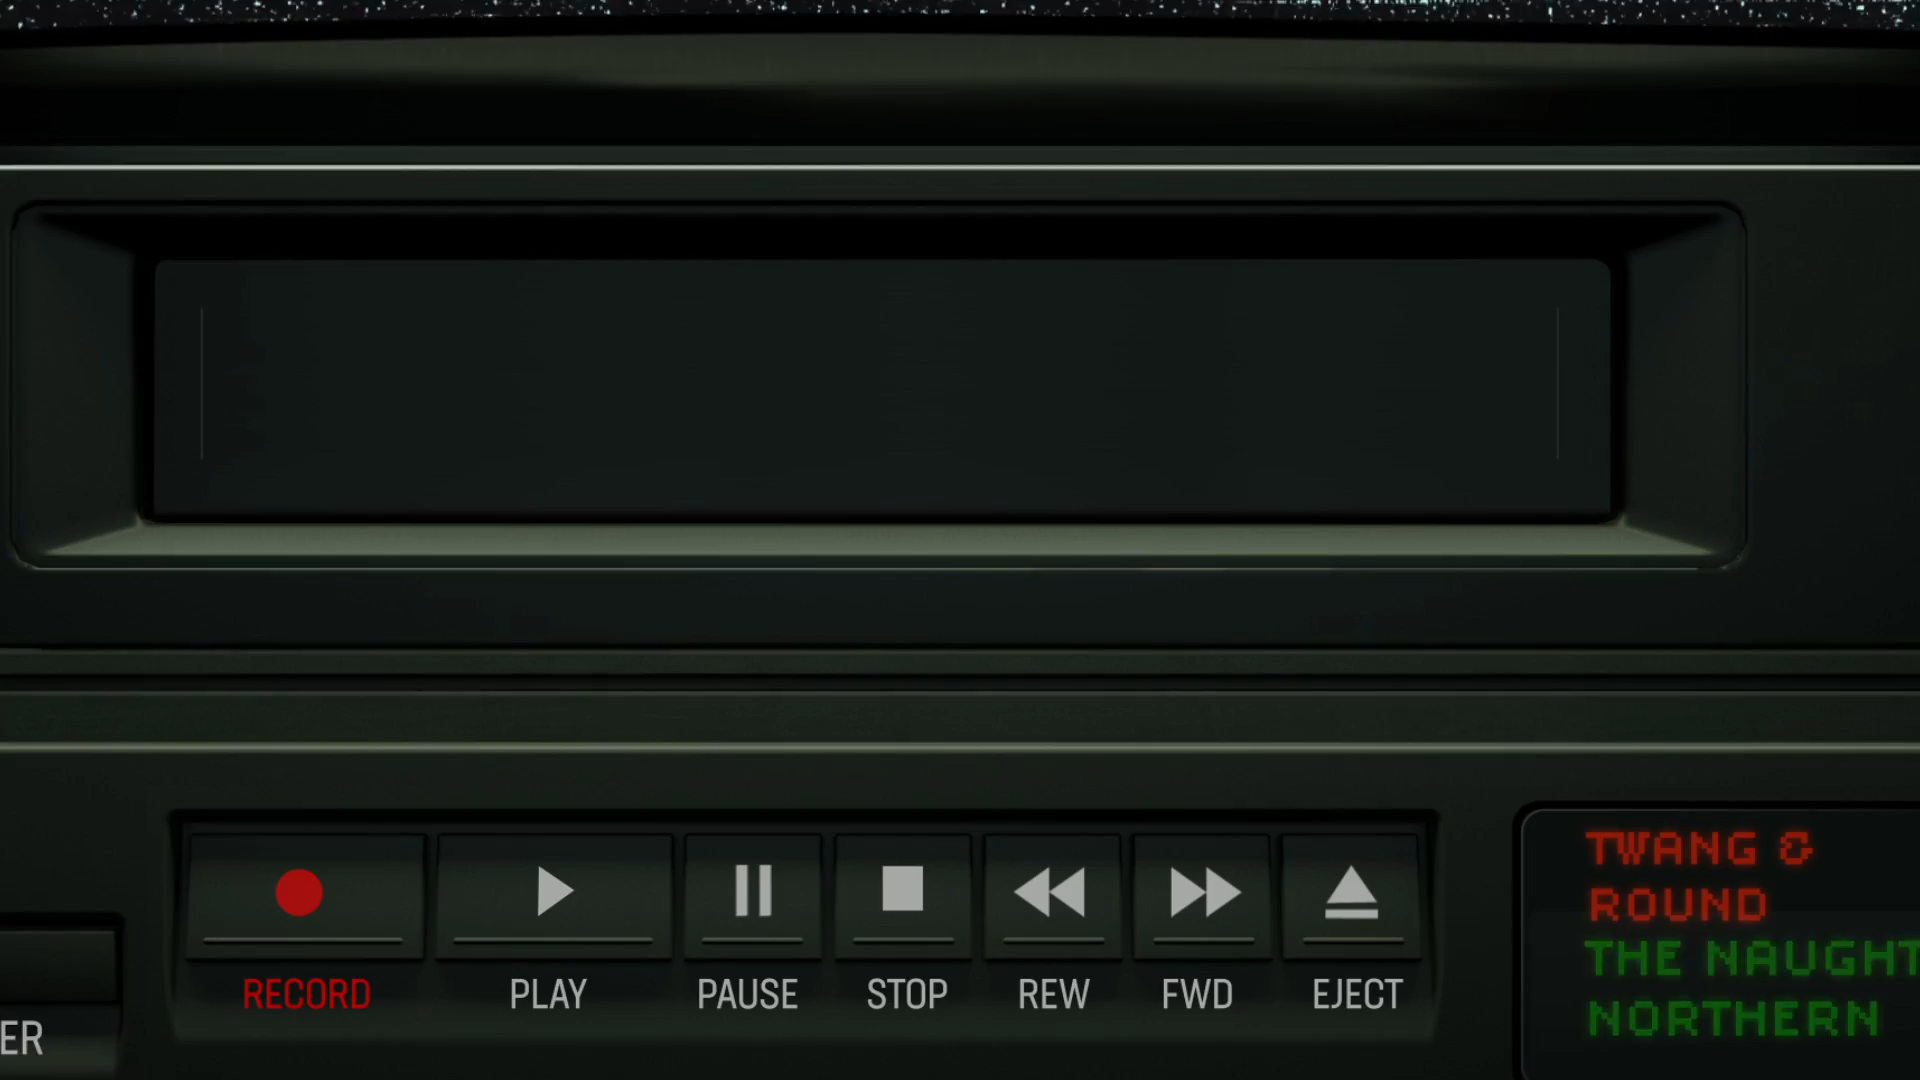 TWANG &
ROUND
THE NAUGHT
NORTHERN
RECORD PLAY PAUSE STOP REW FWD EJECT
ER